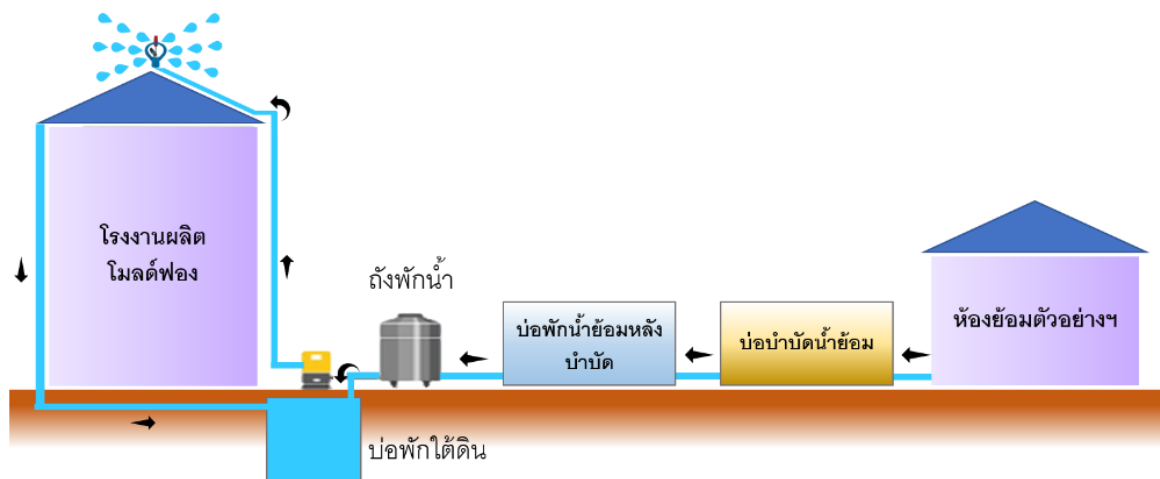 โรงงานผลิต
โมลด์ฟอง
ถังพักน้ำ
บ่อพักน้ำย้อมหลัง
บำบัด
บ่อบำบัดน้ำย้อม
ห้องย้อมตัวอย่างฯ
บ่อพักใต้ดิน